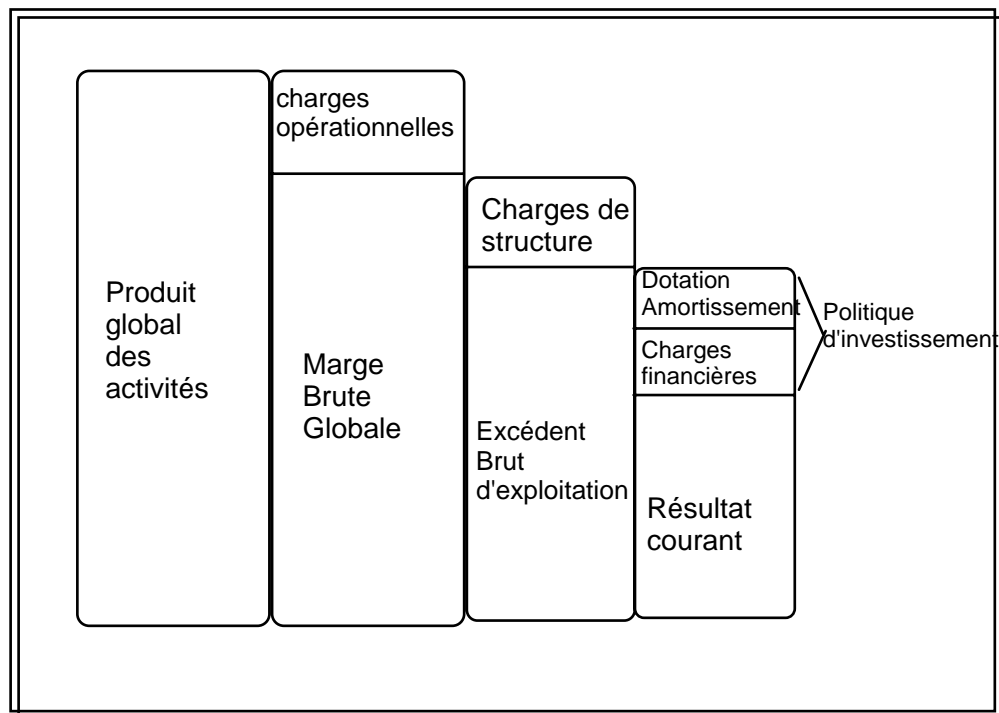 Produit
global
des
activités
charges
opérationnelles
Marge
Brute
Globale
Charges de
structure
Excédent
Brut
d'exploitation
Dotation
Amortissement
Charges
financières
Résultat
courant
Politique
d'investissement